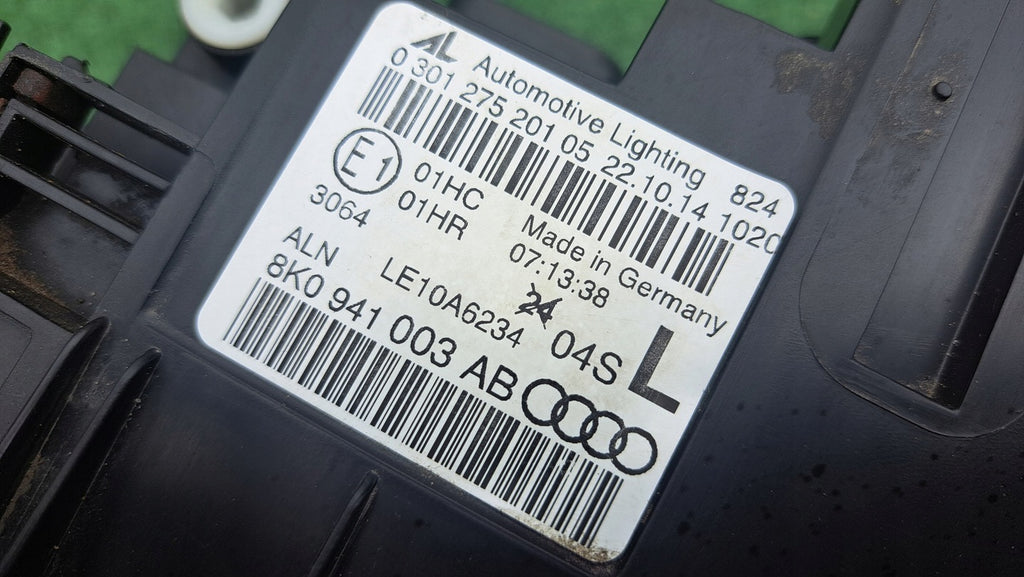 AL Automotive Lighting 824
0 301 275 201 05 22.10.14 1020
E1 01HC Made in Germany
3064 01HR 07:13:38
24
ALN LE10A6234 04S L
8K0 941 003 AB